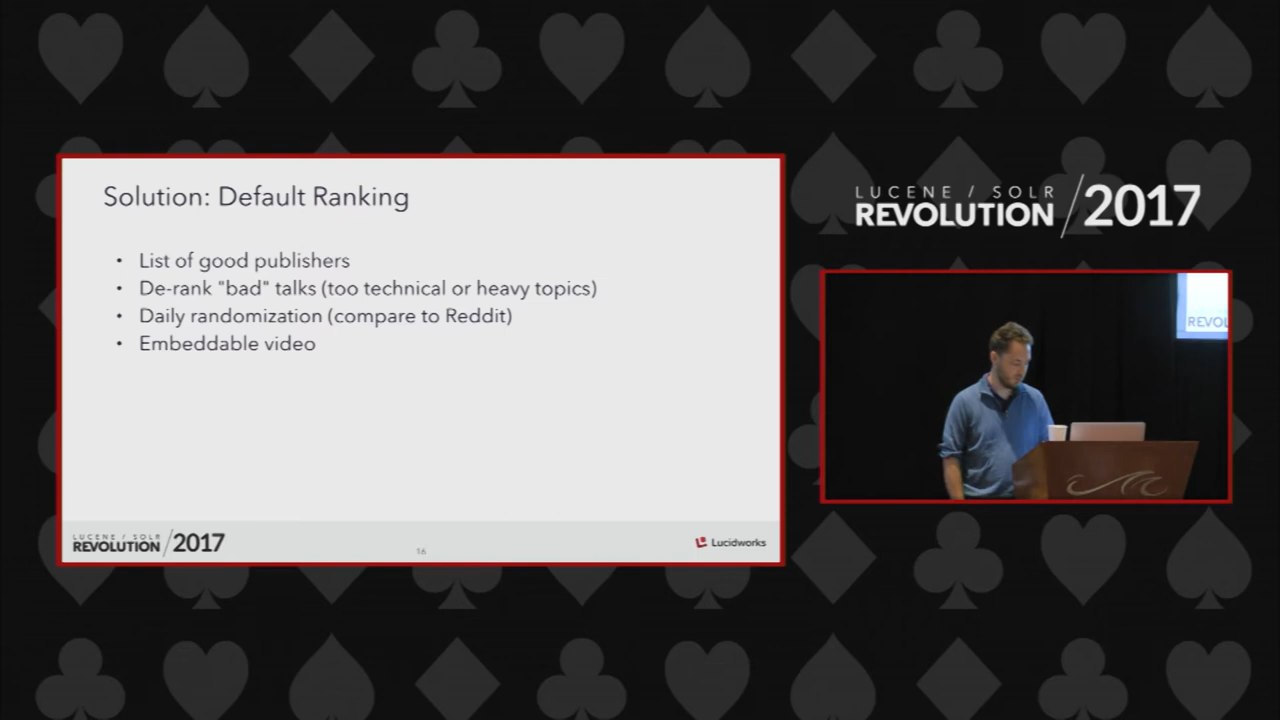 Solution: Default Ranking
• List of good publishers
• De-rank "bad" talks (too technical or heavy topics)
• Daily randomization (compare to Reddit)
• Embeddable video
LUCENE / SOLR
REVOLUTION / 2017
16
Lucidworks
LUCENE / SOLR
REVOLUTION / 2017
REVOL